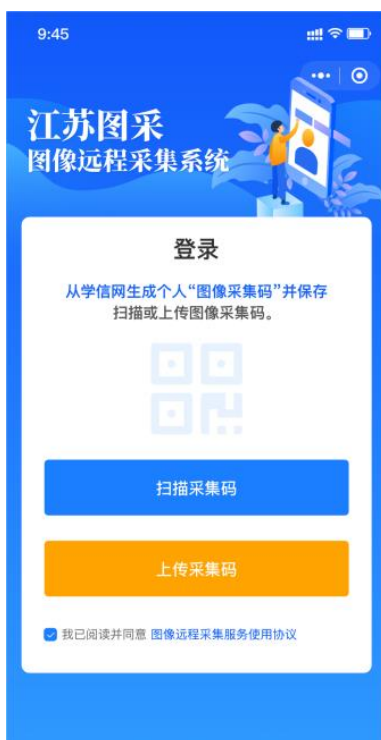 9:45
江苏图采
图像远程采集系统
登录
从学信网生成个人“图像采集码”并保存
扫描或上传图像采集码。
扫描采集码
上传采集码
我已阅读并同意 图像远程采集服务使用协议